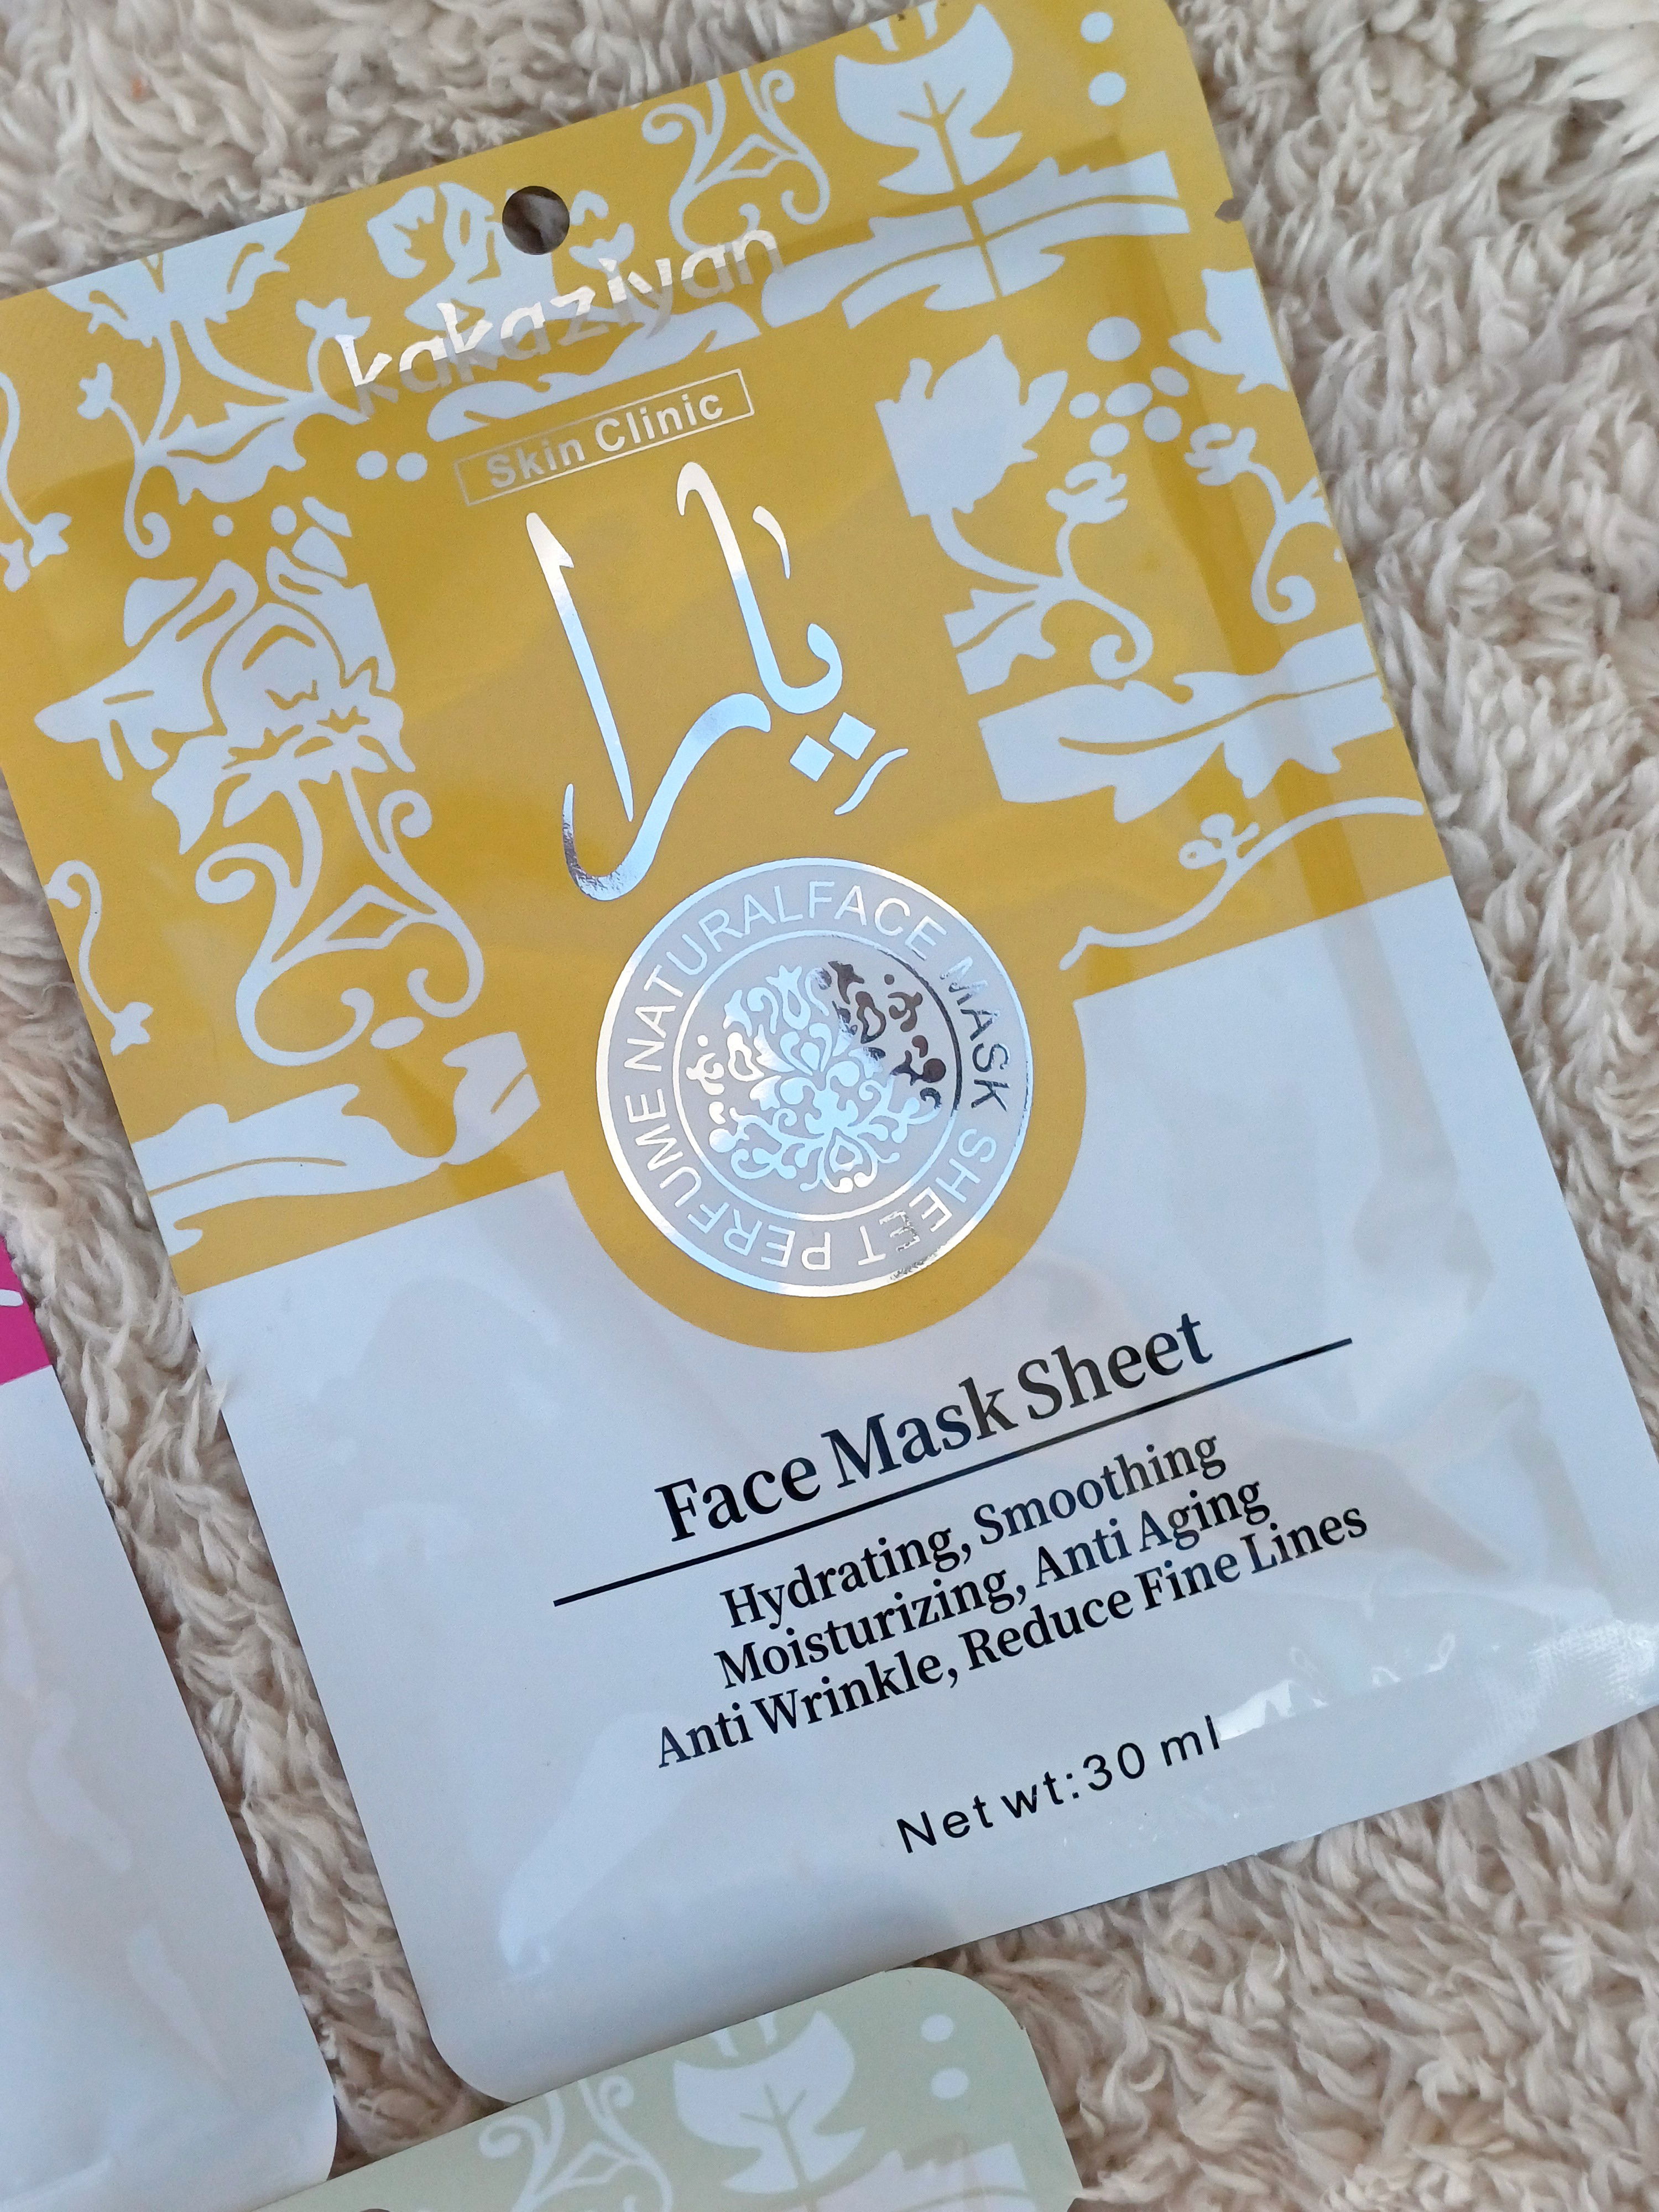 kakaziyan
Skin Clinic
يارا
NATURALFACE MASK SHEET PERFUME
Face Mask Sheet
Hydrating, Smoothing
Moisturizing, Anti Aging
Anti Wrinkle, Reduce Fine Lines
Net wt:30 ml